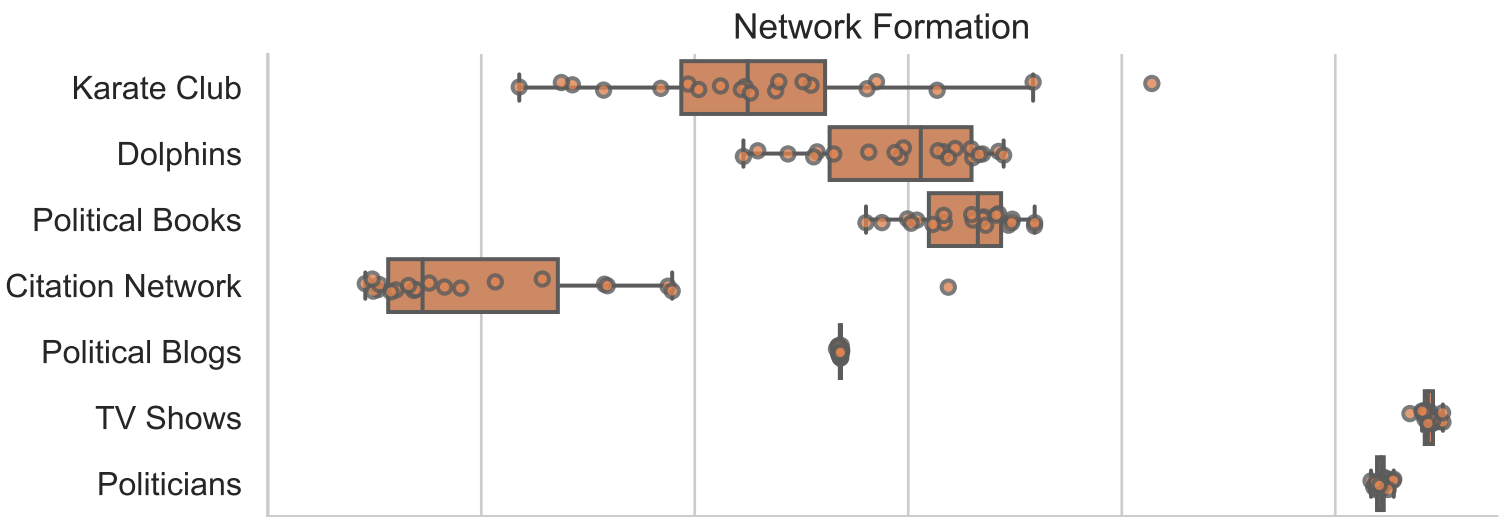 Network Formation
Karate Club
Dolphins
Political Books
Citation Network
Political Blogs
TV Shows
Politicians